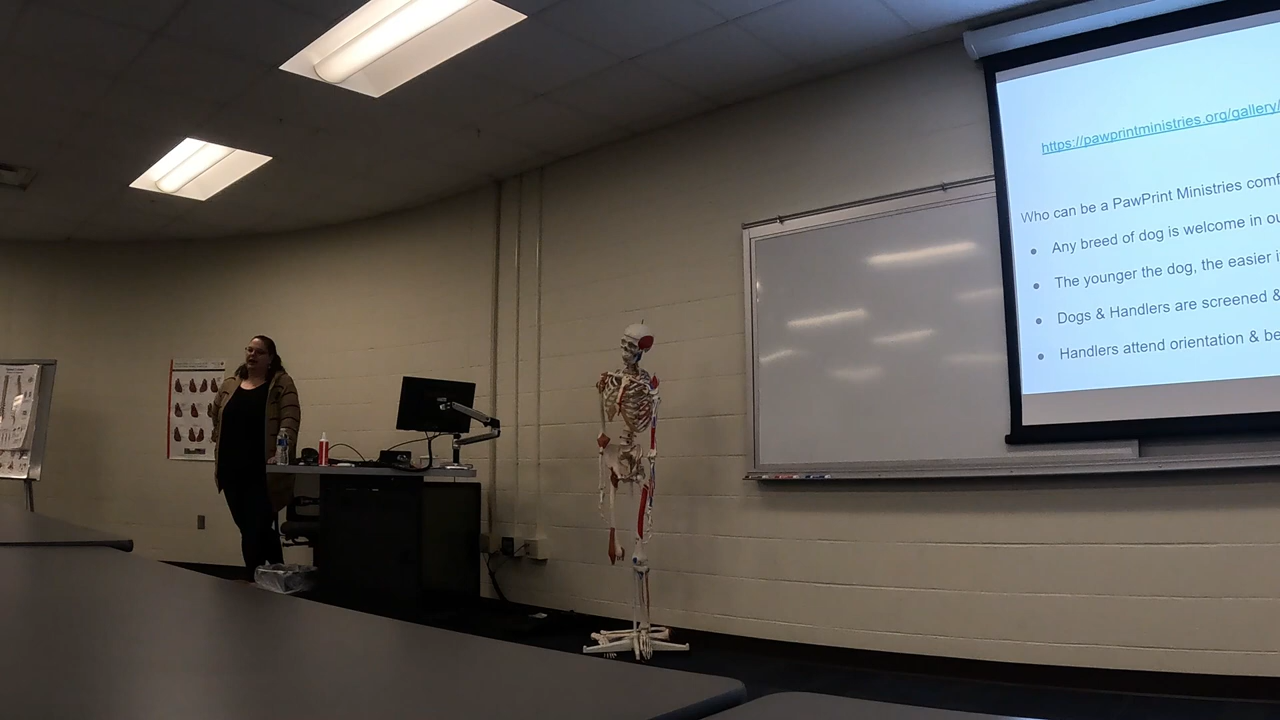 https://pawprintministries.org/gallery/
Who can be a PawPrint Ministries
Any breed of dog is welcome in
The younger the dog, the easier
Dogs & Handlers are screened &
Handlers attend orientation &